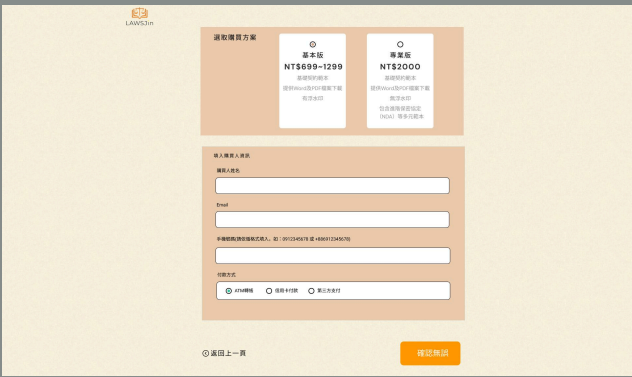 LAWSJin
選取購買方案
基本版
NT$699~1299
基礎契約範本
提供Word及PDF檔案下載
有浮水印
專業版
NT$2000
基礎契約範本
提供Word及PDF檔案下載
無浮水印
包含進階保密協定
(NDA) 等多元範本
填入購買人資訊
購買人姓名
Email
手機號碼(請依循格式填入，如：0912345678 或 +886912345678)
付款方式
ATM轉帳
信用卡付款
第三方支付
返回上一頁
確認無誤